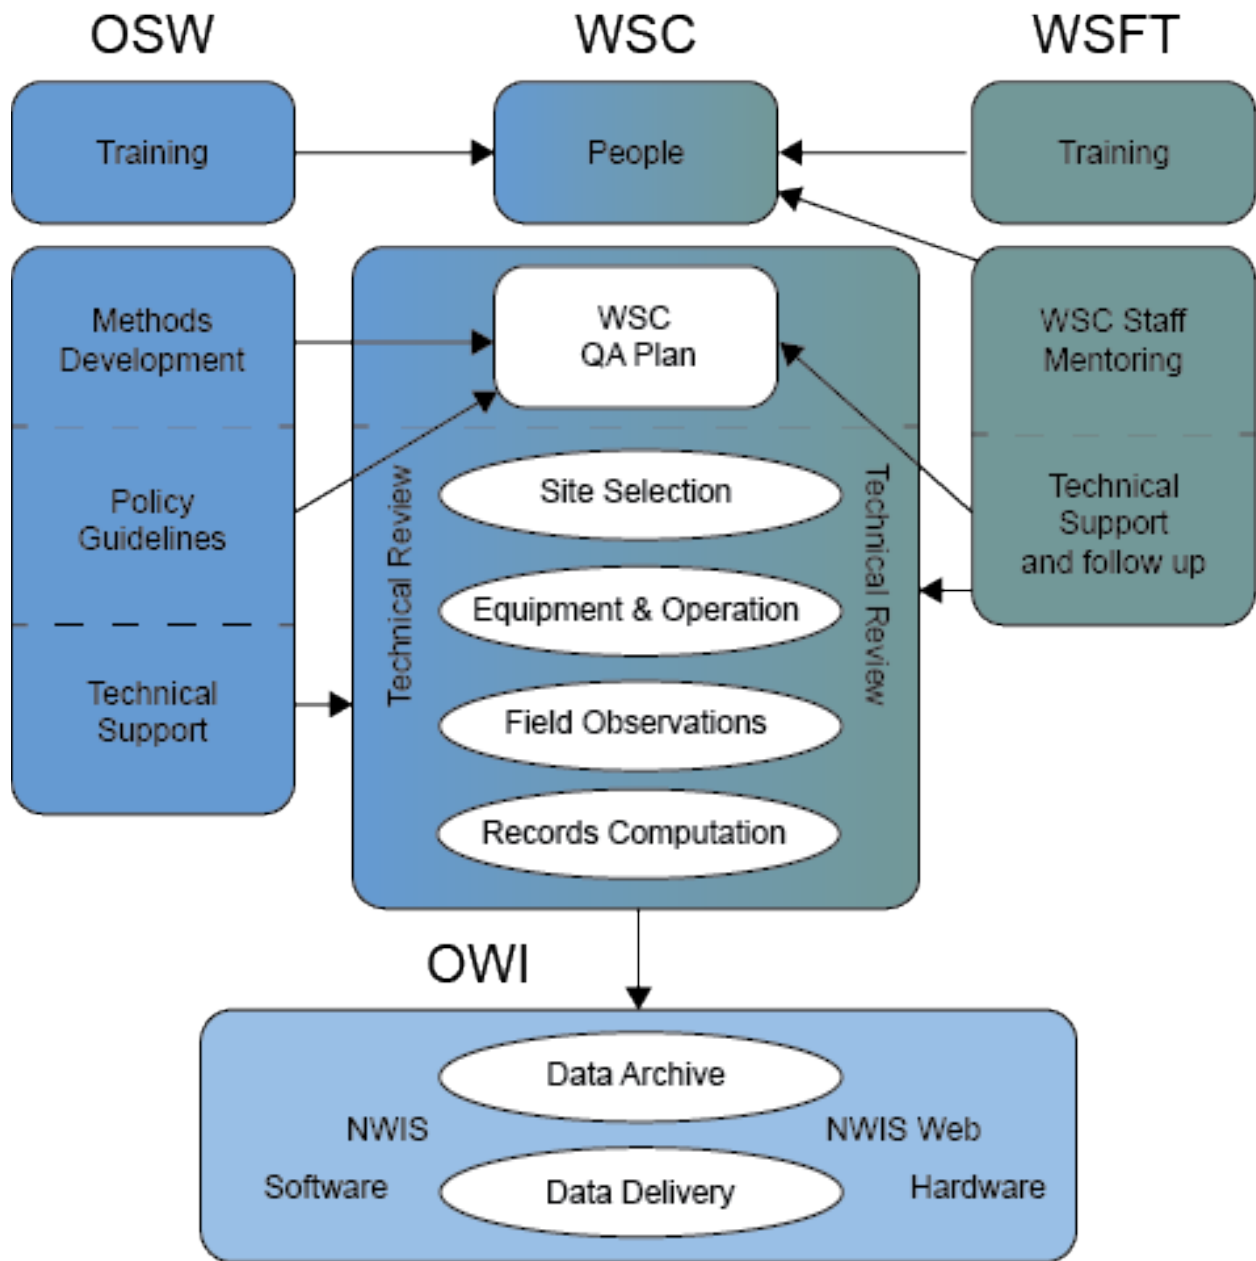 OSW
WSC
WSFT
Training
People
Training
Methods
Development
WSC
QA Plan
WSC Staff
Mentoring
Policy
Guidelines
Technical
Support
Technical Review
Site Selection
Equipment & Operation
Field Observations
Records Computation
Technical Review
Technical
Support
and follow up
OWI
Data Archive
NWIS
NWIS Web
Software
Data Delivery
Hardware